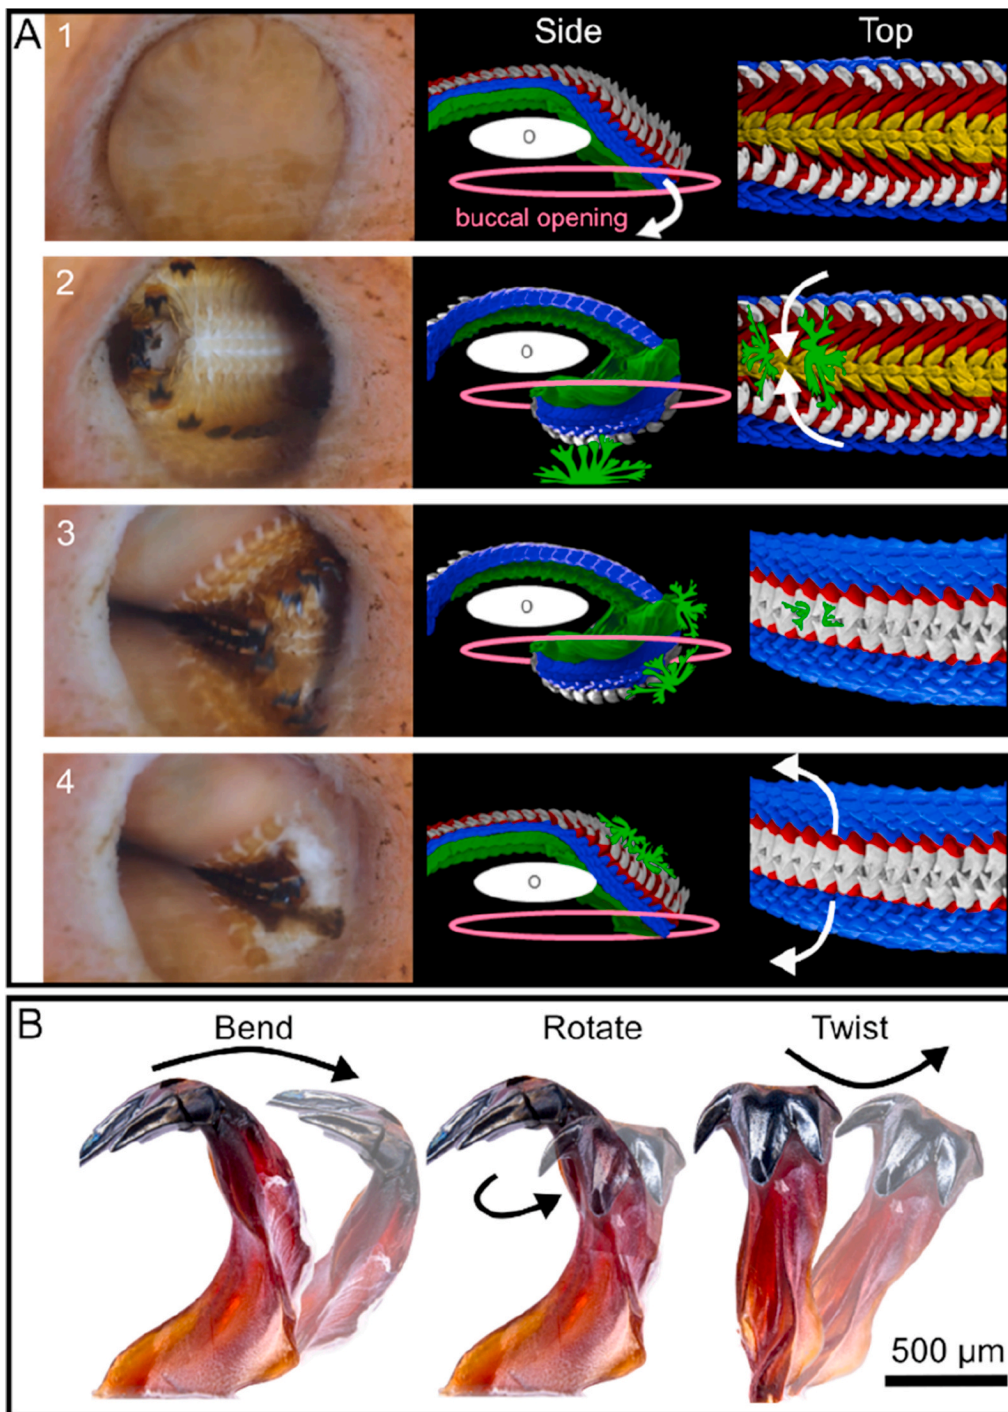 A
1
Side
Top
O
buccal opening
2
O
3
O
4
O
B
Bend
Rotate
Twist
500 µm